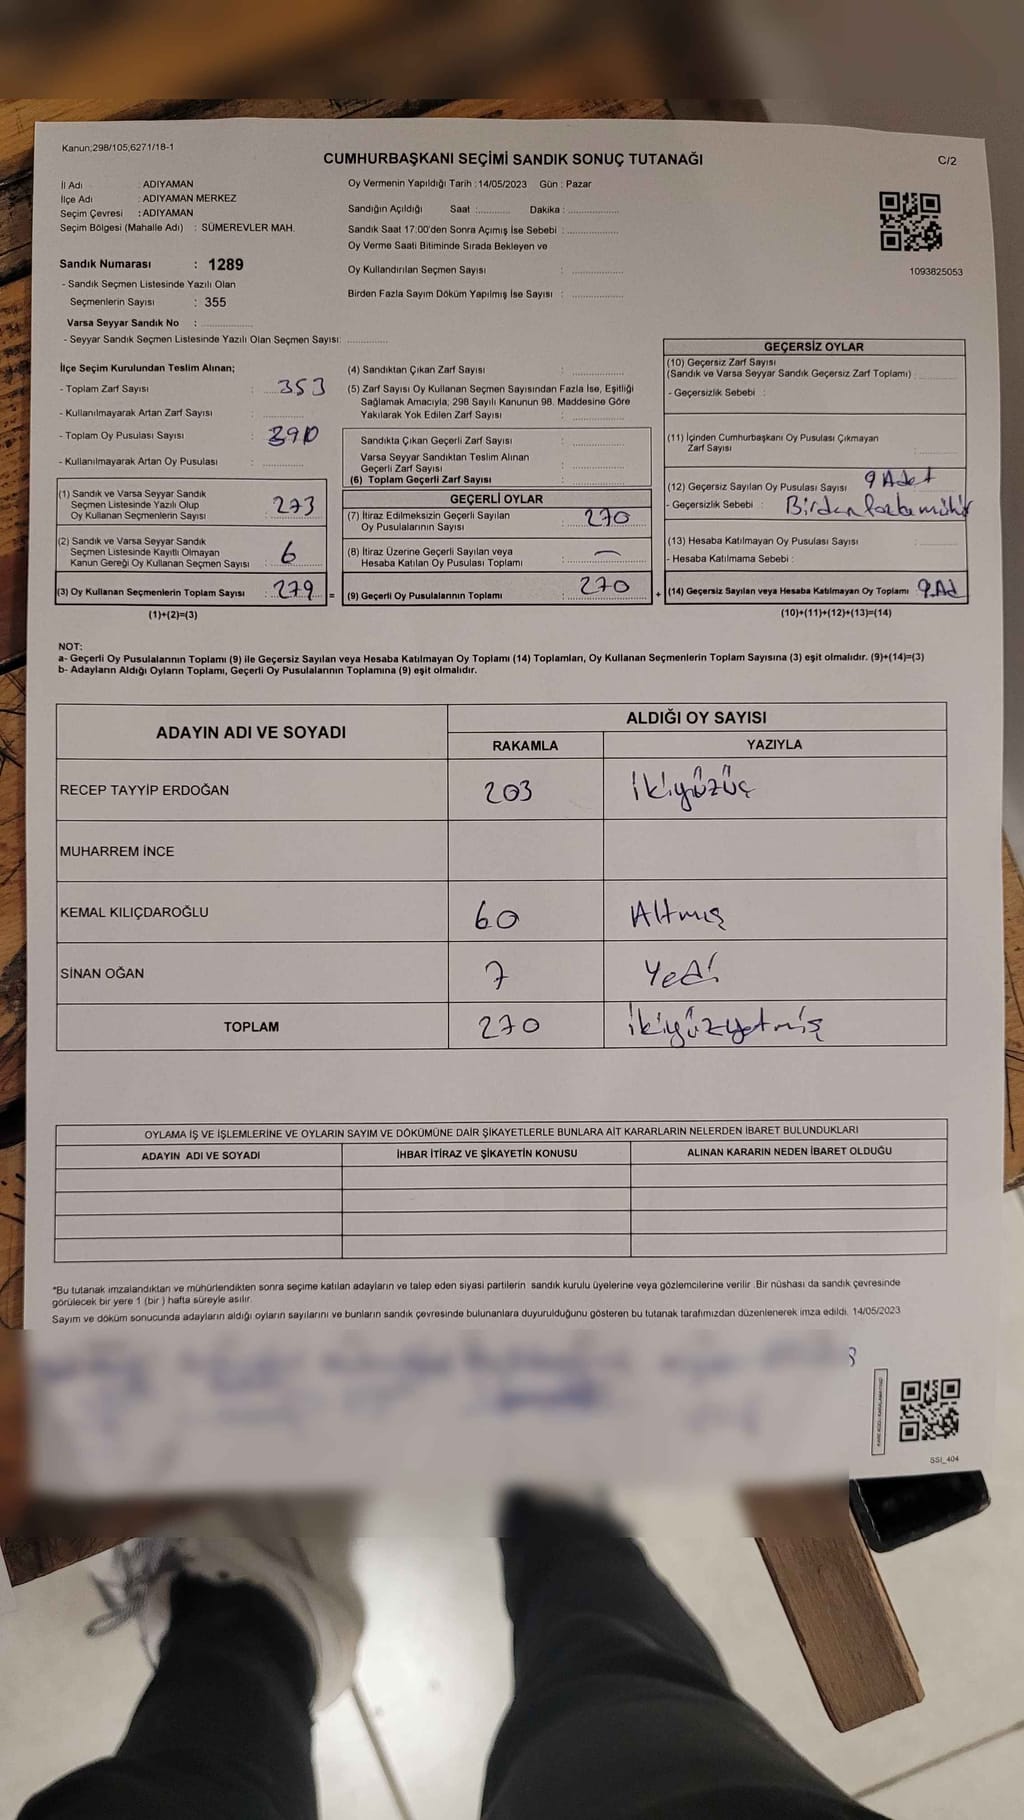 Kanun;298/105,6271/18-1
CUMHURBAŞKANI SEÇİMİ SANDIK SONUÇ TUTANAĞI
C/2
İl Adı : ADIYAMAN
İlçe Adı : ADIYAMAN MERKEZ
Seçim Çevresi : ADIYAMAN
Seçim Bölgesi (Mahalle Adı) : SÜMEREVLER MAH.
Sandık Numarası : 1289
- Sandık Seçmen Listesinde Yazılı Olan
Seçmenlerin Sayısı : 355
Varsa Seyyar Sandık No : ..............
- Seyyar Sandık Seçmen Listesinde Yazılı Olan Seçmen Sayısı: ............
Oy Vermenin Yapıldığı Tarih : 14/05/2023 Gün : Pazar
Sandığın Açıldığı Saat :........... Dakika : ................
Sandık Saat 17:00'den Sonra Açımış İse Sebebi : ................
Oy Verme Saati Bitiminde Sırada Bekleyen ve
Oy Kullandırılan Seçmen Sayısı : ................
Birden Fazla Sayım Döküm Yapılmış İse Sayısı : ................
1093825053
İlçe Seçim Kurulundan Teslim Alınan;
- Toplam Zarf Sayısı : 353
- Kullanılmayarak Artan Zarf Sayısı : ............
- Toplam Oy Pusulası Sayısı : 390
- Kullanılmayarak Artan Oy Pusulası : ............
(1) Sandık ve Varsa Seyyar Sandık
Seçmen Listesinde Yazılı Olup
Oy Kullanan Seçmenlerin Sayısı : 273
(2) Sandık ve Varsa Seyyar Sandık
Seçmen Listesinde Kayıtlı Olmayan
Kanun Gereği Oy Kullanan Seçmen Sayısı : 6
(3) Oy Kullanan Seçmenlerin Toplam Sayısı : 279 =
(1)+(2)=(3)
(4) Sandıktan Çıkan Zarf Sayısı : ................
(5) Zarf Sayısı Oy Kullanan Seçmen Sayısından Fazla İse, Eşitliği
Sağlamak Amacıyla; 298 Sayılı Kanunun 98. Maddesine Göre
Yakılarak Yok Edilen Zarf Sayısı : ................
Sandıkta Çıkan Geçerli Zarf Sayısı : ................
Varsa Seyyar Sandıktan Teslim Alınan
Geçerli Zarf Sayısı : ................
(6) Toplam Geçerli Zarf Sayısı : ................
GEÇERLİ OYLAR
(7) İtiraz Edilmeksizin Geçerli Sayılan
Oy Pusulalarının Sayısı : 270
(8) İtiraz Üzerine Geçerli Sayılan veya
Hesaba Katılan Oy Pusulası Toplamı : —
(9) Geçerli Oy Pusulalarının Toplamı : 270 +
GEÇERSİZ OYLAR
(10) Geçersiz Zarf Sayısı
(Sandık ve Varsa Seyyar Sandık Geçersiz Zarf Toplamı) : ............
- Geçersizlik Sebebi :
(11) İçinden Cumhurbaşkanı Oy Pusulası Çıkmayan
Zarf Sayısı : ............
(12) Geçersiz Sayılan Oy Pusulası Sayısı 9 Adet
- Geçersizlik Sebebi : Birden fazla mühür
(13) Hesaba Katılmayan Oy Pusulası Sayısı : ............
- Hesaba Katılmama Sebebi :
(14) Geçersiz Sayılan veya Hesaba Katılmayan Oy Toplamı : 9.Ad
(10)+(11)+(12)+(13)=(14)
NOT:
a- Geçerli Oy Pusulalarının Toplamı (9) ile Geçersiz Sayılan veya Hesaba Katılmayan Oy Toplamı (14) Toplamları, Oy Kullanan Seçmenlerin Toplam Sayısına (3) eşit olmalıdır. (9)+(14)=(3)
b- Adayların Aldığı Oyların Toplamı, Geçerli Oy Pusulalarının Toplamına (9) eşit olmalıdır.
ADAYIN ADI VE SOYADI
ALDIĞI OY SAYISI
RAKAMLA YAZIYLA
RECEP TAYYİP ERDOĞAN 203 ikiyüzüç
MUHARREM İNCE
KEMAL KILIÇDAROĞLU 60 Altmış
SİNAN OĞAN 7 Yedi
TOPLAM 270 ikiyüzyetmiş
OYLAMA İŞ VE İŞLEMLERİNE VE OYLARIN SAYIM VE DÖKÜMÜNE DAİR ŞİKAYETLERLE BUNLARA AİT KARARLARIN NELERDEN İBARET BULUNDUKLARI
ADAYIN ADI VE SOYADI İHBAR İTİRAZ VE ŞİKAYETİN KONUSU ALINAN KARARIN NEDEN İBARET OLDUĞU
*Bu tutanak imzalandıktan ve mühürlendikten sonra seçime katılan adayların ve talep eden siyasi partilerin sandık kurulu üyelerine veya gözlemcilerine verilir .Bir nüshası da sandık çevresinde
görülecek bir yere 1 (bir ) hafta süreyle asılır.
Sayım ve döküm sonucunda adayların aldığı oyların sayılarını ve bunların sandık çevresinde bulunanlara duyurulduğunu gösteren bu tutanak tarafımızdan düzenlenerek imza edildi. 14/05/2023
8
SSI_404